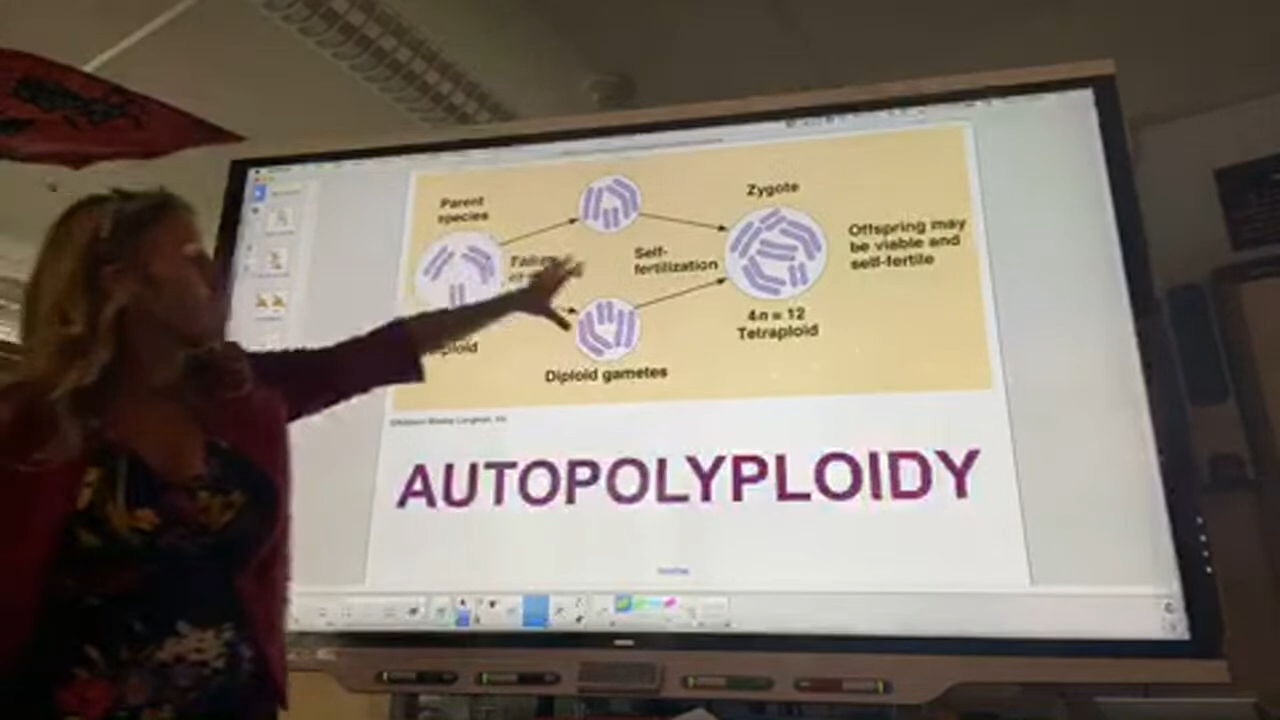 Parent
species
Zygote
Offspring may
be viable and
self-fertile
Self-
fertilization
4n = 12
Tetraploid
Diploid gametes
AUTOPOLYPLOIDY